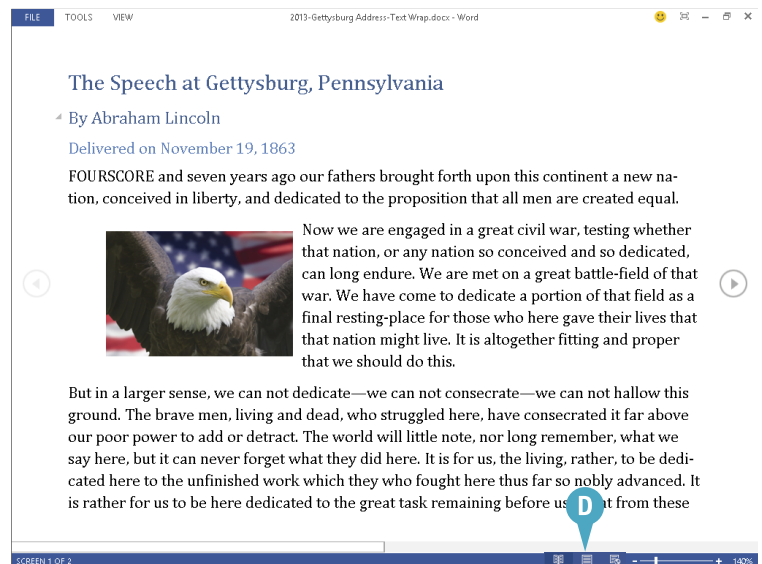 FILE TOOLS VIEW 2013-Gettysburg Address-Text Wrap.docx - Word
The Speech at Gettysburg, Pennsylvania
By Abraham Lincoln
Delivered on November 19, 1863
FOURSCORE and seven years ago our fathers brought forth upon this continent a new na-
tion, conceived in liberty, and dedicated to the proposition that all men are created equal.
Now we are engaged in a great civil war, testing whether
that nation, or any nation so conceived and so dedicated,
can long endure. We are met on a great battle-field of that
war. We have come to dedicate a portion of that field as a
final resting-place for those who here gave their lives that
that nation might live. It is altogether fitting and proper
that we should do this.
But in a larger sense, we can not dedicate—we can not consecrate—we can not hallow this
ground. The brave men, living and dead, who struggled here, have consecrated it far above
our poor power to add or detract. The world will little note, nor long remember, what we
say here, but it can never forget what they did here. It is for us, the living, rather, to be dedi-
cated here to the unfinished work which they who fought here thus far so nobly advanced. It
is rather for us to be here dedicated to the great task remaining before us from these
D
SCREEN 1 OF 2 140%